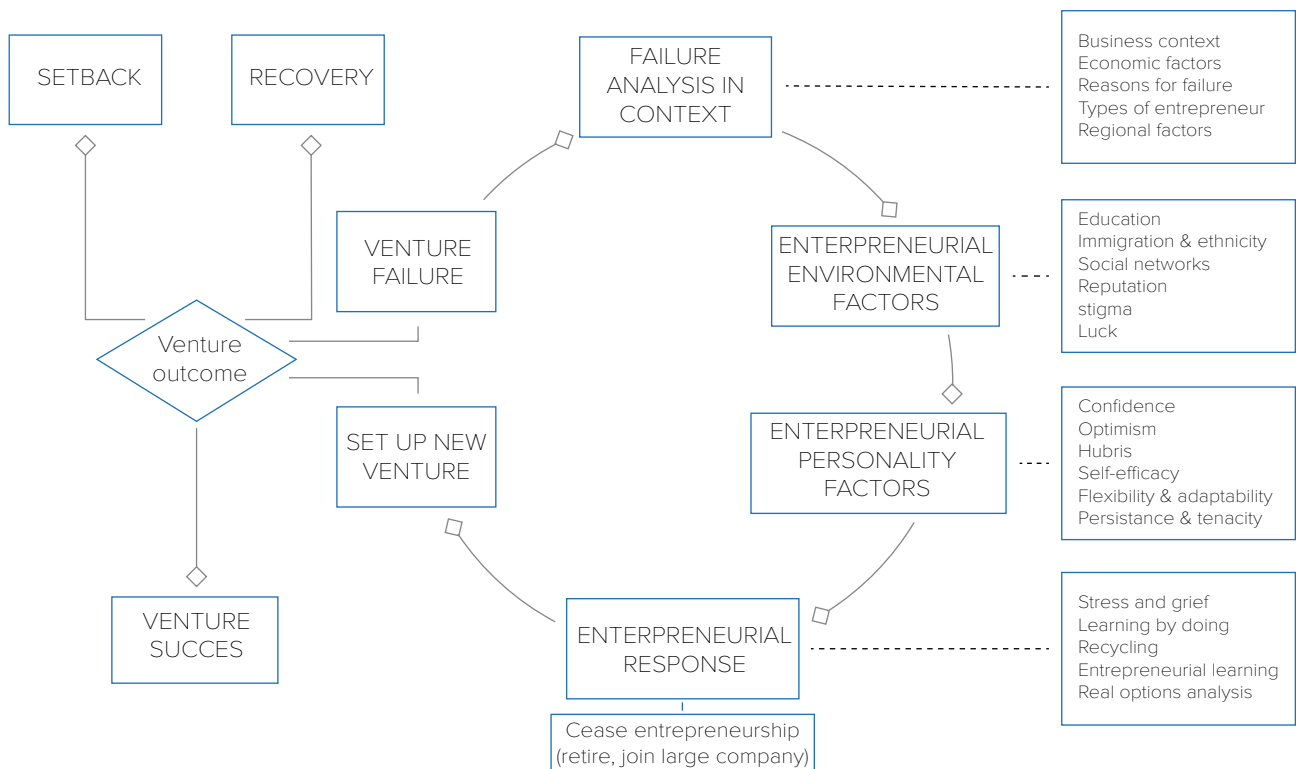 SETBACK
RECOVERY
FAILURE
ANALYSIS IN
CONTEXT
Business context
Economic factors
Reasons for failure
Types of entrepreneur
Regional factors
VENTURE
FAILURE
ENTERPRENEURIAL
ENVIRONMENTAL
FACTORS
Education
Immigration & ethnicity
Social networks
Reputation
stigma
Luck
Venture
outcome
SET UP NEW
VENTURE
ENTERPRENEURIAL
PERSONALITY
FACTORS
Confidence
Optimism
Hubris
Self-efficacy
Flexibility & adaptability
Persistance & tenacity
VENTURE
SUCCES
ENTERPRENEURIAL
RESPONSE
Stress and grief
Learning by doing
Recycling
Entrepreneurial learning
Real options analysis
Cease entrepreneurship
(retire, join large company)